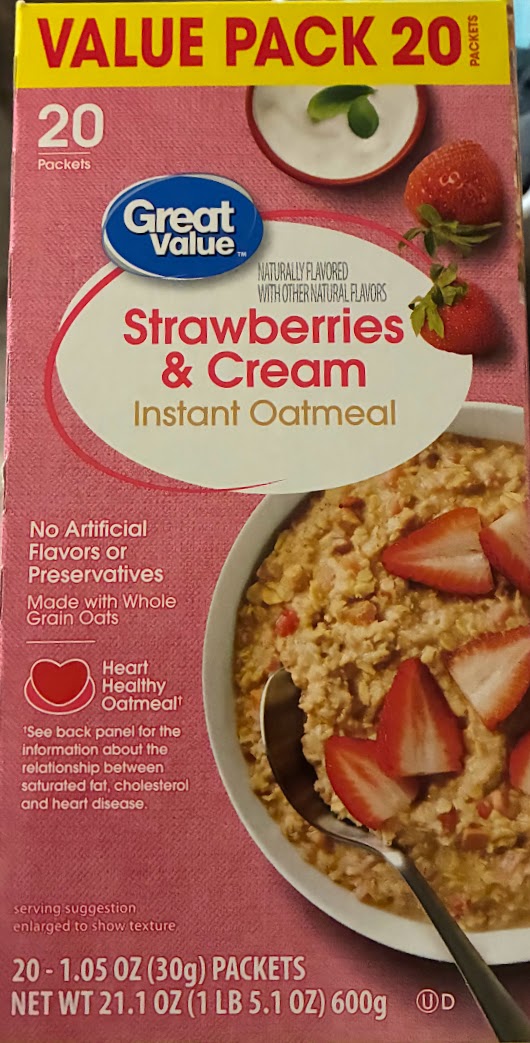 VALUE PACK 20 PACKETS
20
Packets
Great
Value™
NATURALLY FLAVORED
WITH OTHER NATURAL FLAVORS
Strawberries
& Cream
Instant Oatmeal
No Artificial
Flavors or
Preservatives
Made with Whole
Grain Oats
Heart
Healthy
Oatmeal†
†See back panel for the
information about the
relationship between
saturated fat, cholesterol
and heart disease.
serving suggestion
enlarged to show texture
20 - 1.05 OZ (30g) PACKETS
NET WT 21.1 OZ (1 LB 5.1 OZ) 600g ⓊD